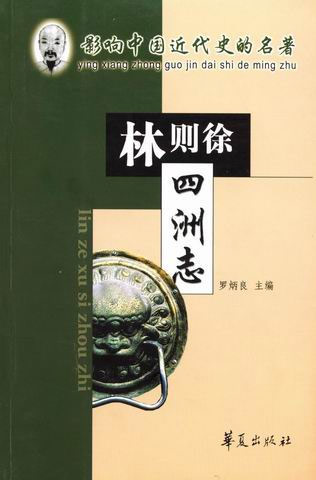 影响中国近代史的名著
ying xiang zhong guo jin dai shi de ming zhu
林则徐
四洲志
lin ze xu si zhou zhi
罗炳良 主编
华夏出版社